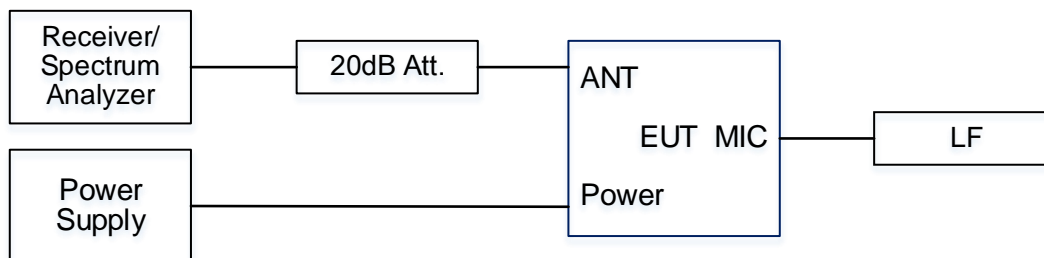 Receiver/
Spectrum
Analyzer
20dB Att.
ANT
EUT MIC
LF
Power
Power
Supply